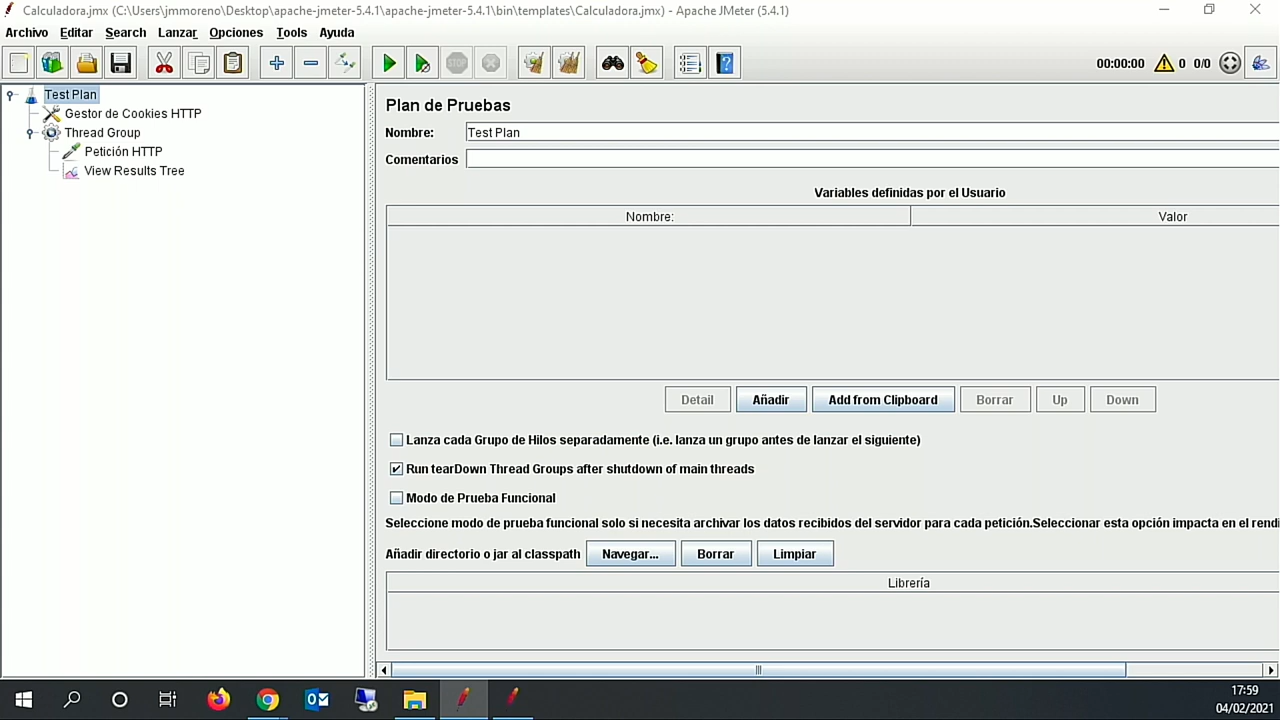 Calculadora.jmx (C:\Users\jmmoreno\Desktop\apache-jmeter-5.4.1\apache-jmeter-5.4.1\bin\templates\Calculadora.jmx) - Apache JMeter (5.4.1)
Archivo Editar Search Lanzar Opciones Tools Ayuda
STOP 00:00:00 0 0/0
Test Plan
Gestor de Cookies HTTP
Thread Group
Petición HTTP
View Results Tree
Plan de Pruebas
Nombre: Test Plan
Comentarios
Variables definidas por el Usuario
Nombre: Valor
Detail Añadir Add from Clipboard Borrar Up Down
Lanza cada Grupo de Hilos separadamente (i.e. lanza un grupo antes de lanzar el siguiente)
Run tearDown Thread Groups after shutdown of main threads
Modo de Prueba Funcional
Seleccione modo de prueba funcional solo si necesita archivar los datos recibidos del servidor para cada petición.Seleccionar esta opción impacta en el rendi
Añadir directorio o jar al classpath Navegar... Borrar Limpiar
Librería
17:59
04/02/2021